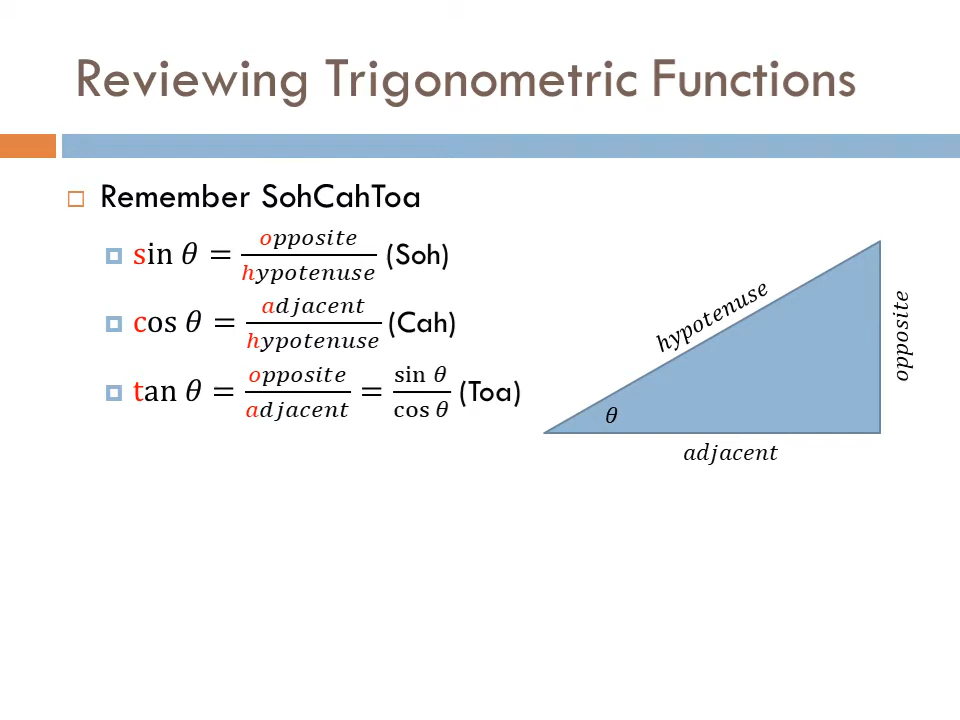 Reviewing Trigonometric Functions
Remember SohCahToa
sin θ = opposite/hypotenuse (Soh)
cos θ = adjacent/hypotenuse (Cah)
tan θ = opposite/adjacent = sin θ/cos θ (Toa)
hypotenuse
opposite
θ
adjacent